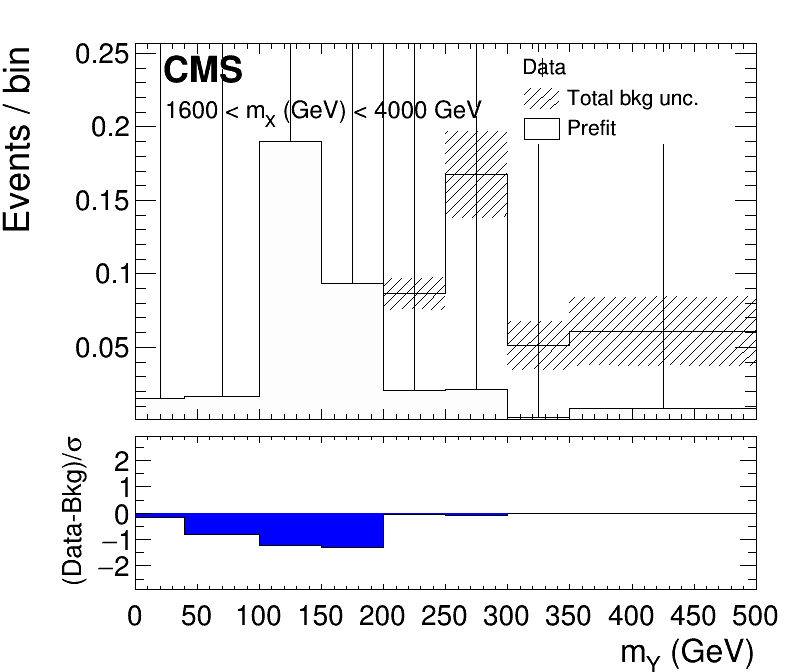 Events / bin
0.25
0.2
0.15
0.1
0.05
CMS
1600 < mX (GeV) < 4000 GeV
Data
Total bkg unc.
Prefit
(Data-Bkg)/σ
2
1
0
−1
−2
0 50 100 150 200 250 300 350 400 450 500
mY (GeV)